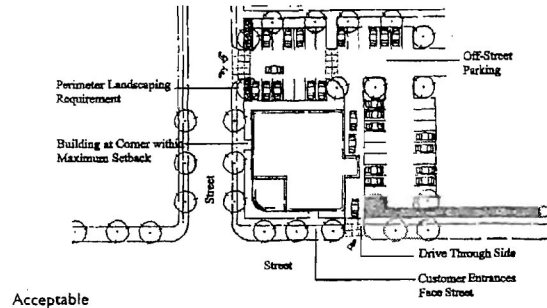 Off-Street
Parking
Perimeter Landscaping
Requirement
Building at Corner within
Maximum Setback
Street
Drive Through Side
Street
Customer Entrances
Face Street
Acceptable